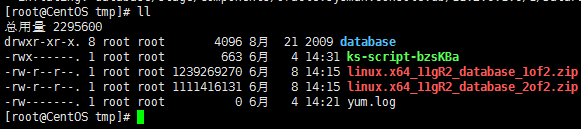 [root@CentOS tmp]# ll
总用量 2295600
drwxr-xr-x. 8 root root 4096 8月 21 2009 database
-rwx------. 1 root root 663 6月 4 14:31 ks-script-bzsKBa
-rw-r--r--. 1 root root 1239269270 6月 8 14:15 linux.x64_11gR2_database_1of2.zip
-rw-r--r--. 1 root root 1111416131 6月 8 14:15 linux.x64_11gR2_database_2of2.zip
-rw-------. 1 root root 0 6月 4 14:21 yum.log
[root@CentOS tmp]#